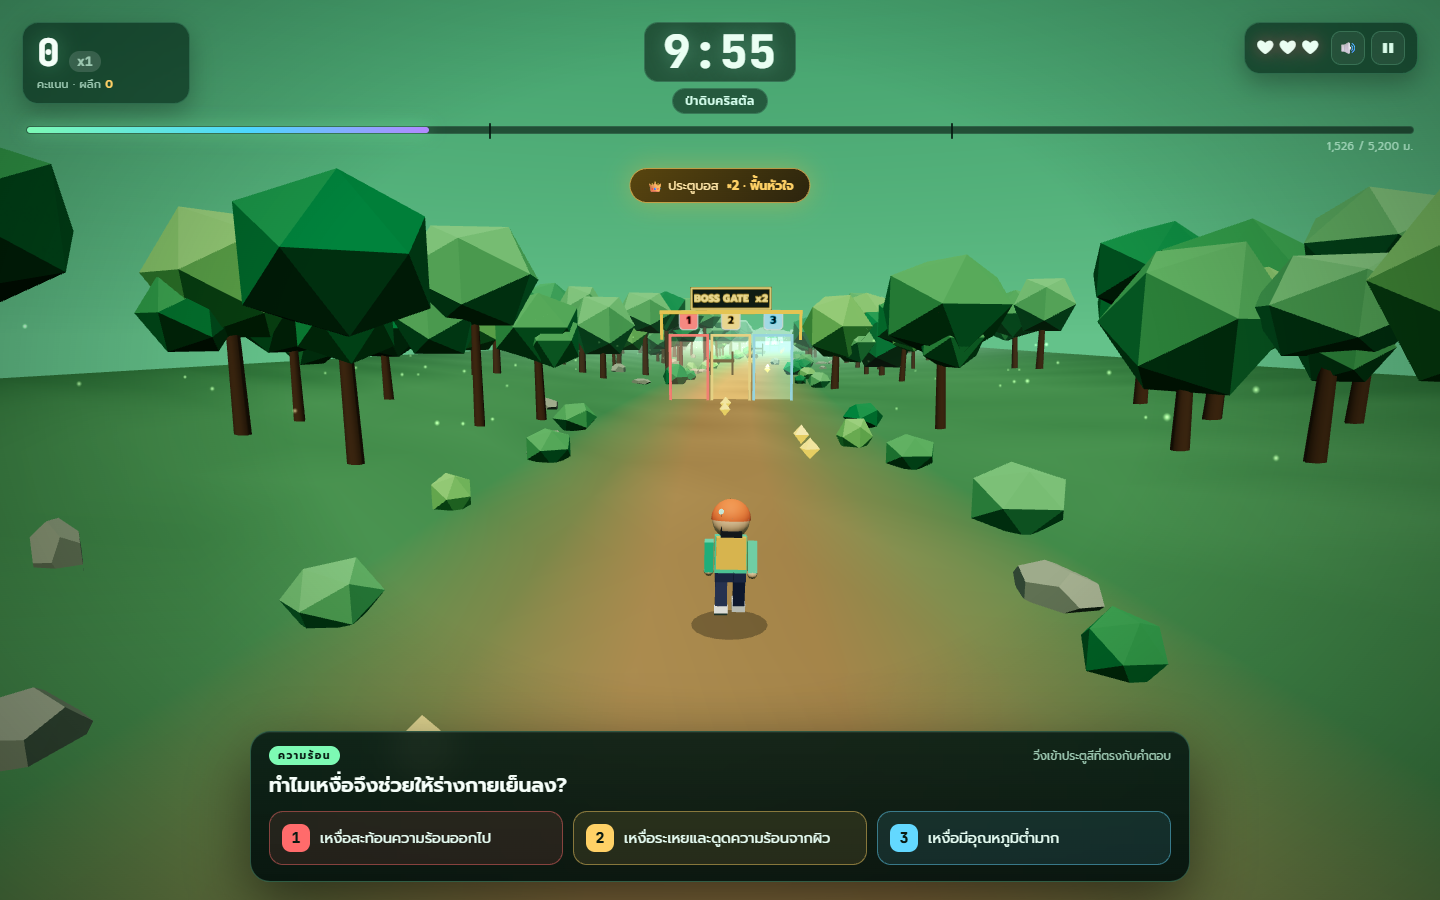 0 x1
คะแนน · ผลึก 0
9:55
ป่าดิบคริสตัล
1,526 / 5,200 ม.
ประตูบอส ×2 · ฟื้นหัวใจ
BOSS GATE x2
1 2 3
ความร้อน
วิ่งเข้าประตูสีที่ตรงกับคำตอบ
ทำไมเหงื่อจึงช่วยให้ร่างกายเย็นลง?
1 เหงื่อสะท้อนความร้อนออกไป
2 เหงื่อระเหยและดูดความร้อนจากผิว
3 เหงื่อมีอุณหภูมิต่ำมาก